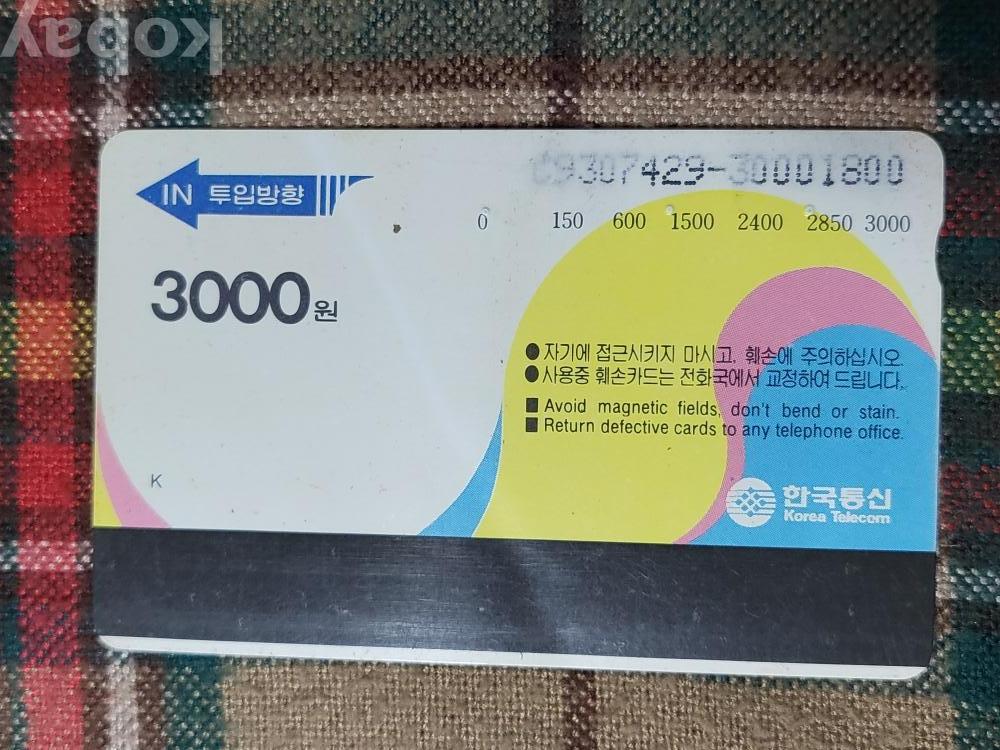 kobay
C9307429-30001800
IN 투입방향
0 150 600 1500 2400 2850 3000
3000원
●자기에 접근시키지 마시고, 훼손에 주의하십시오.
●사용중 훼손카드는 전화국에서 교정하여 드립니다.
■ Avoid magnetic fields, don't bend or stain.
■ Return defective cards to any telephone office.
K
한국통신
Korea Telecom